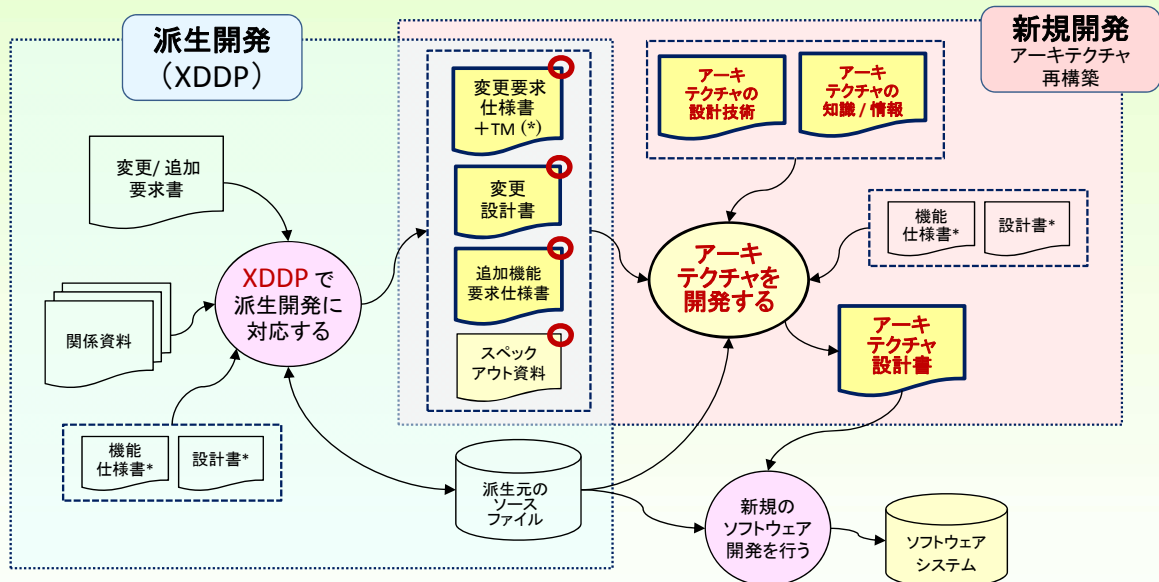 派生開発
（XDDP）
新規開発
アーキテクチャ
再構築
変更要求
仕様書
＋TM (*)
アーキ
テクチャの
設計技術
アーキ
テクチャの
知識 / 情報
変更/ 追加
要求書
変更
設計書
機能
仕様書*
設計書*
XDDP で
派生開発に
対応する
追加機能
要求仕様書
アーキ
テクチャを
開発する
関係資料
スペック
アウト資料
アーキ
テクチャ
設計書
機能
仕様書*
設計書*
派生元の
ソース
ファイル
新規の
ソフトウェア
開発を行う
ソフトウェア
システム